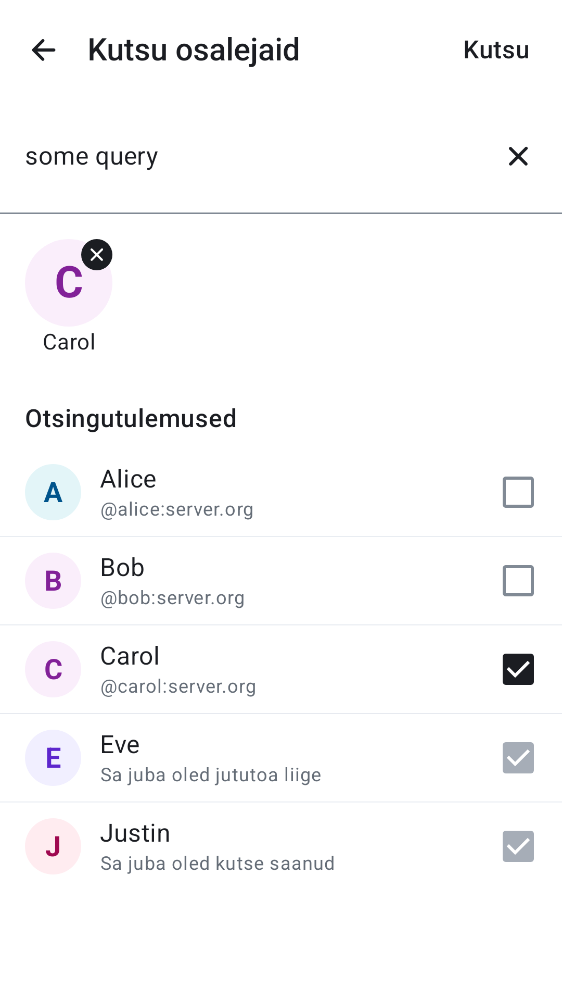 Kutsu osalejaid
Kutsu
some query
C
Carol
Otsingutulemused
A
Alice
@alice:server.org
B
Bob
@bob:server.org
C
Carol
@carol:server.org
E
Eve
Sa juba oled jututoa liige
J
Justin
Sa juba oled kutse saanud